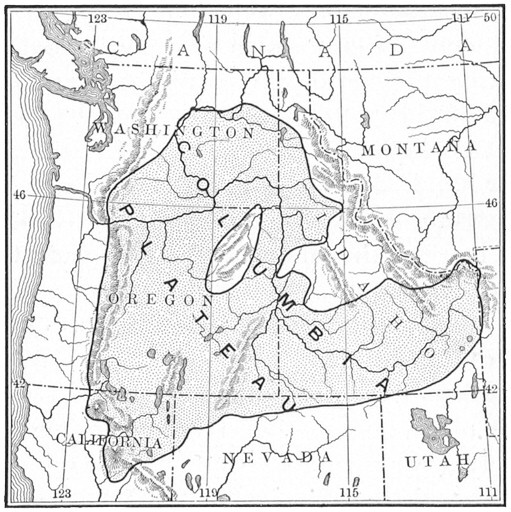 123 119 115 111 50
CANADA
WASHINGTON
MONTANA
46 46
COLUMBIA
PLATEAU
IDAHO
OREGON
42 42
CALIFORNIA
NEVADA
UTAH
123 119 115 111